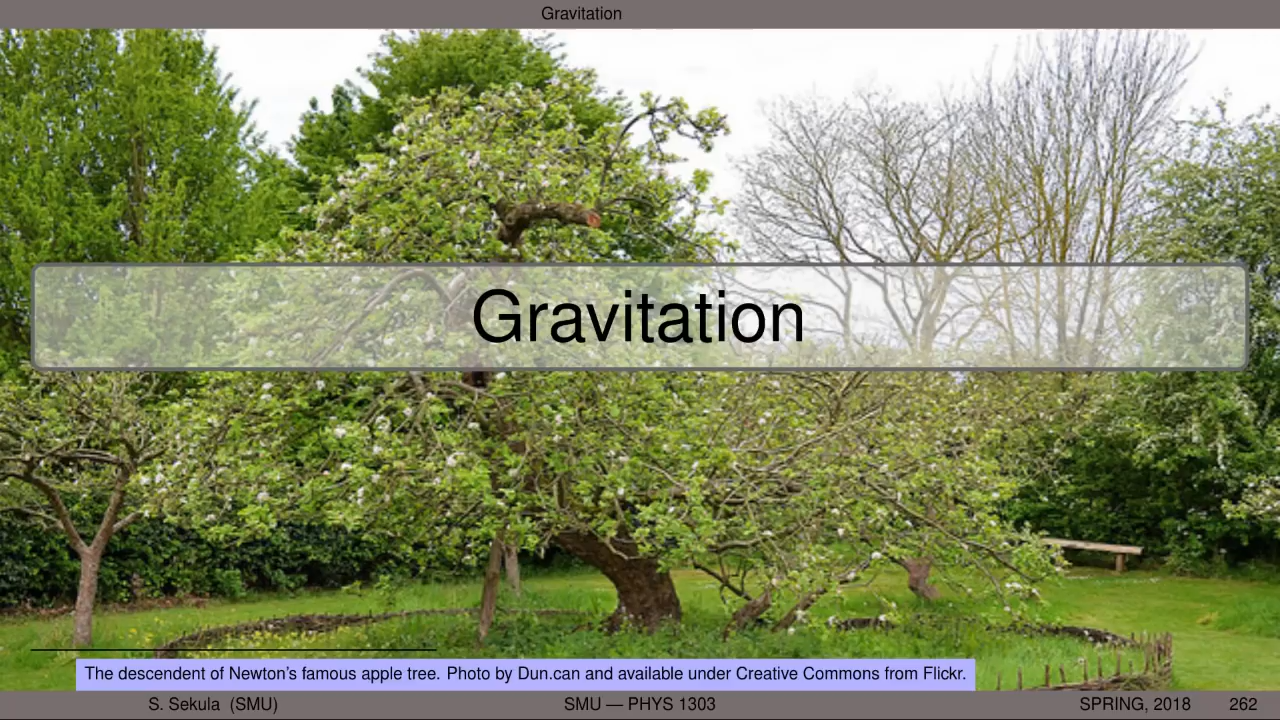 Gravitation
Gravitation
The descendent of Newton's famous apple tree. Photo by Dun.can and available under Creative Commons from Flickr.
S. Sekula (SMU) SMU — PHYS 1303 SPRING, 2018 262